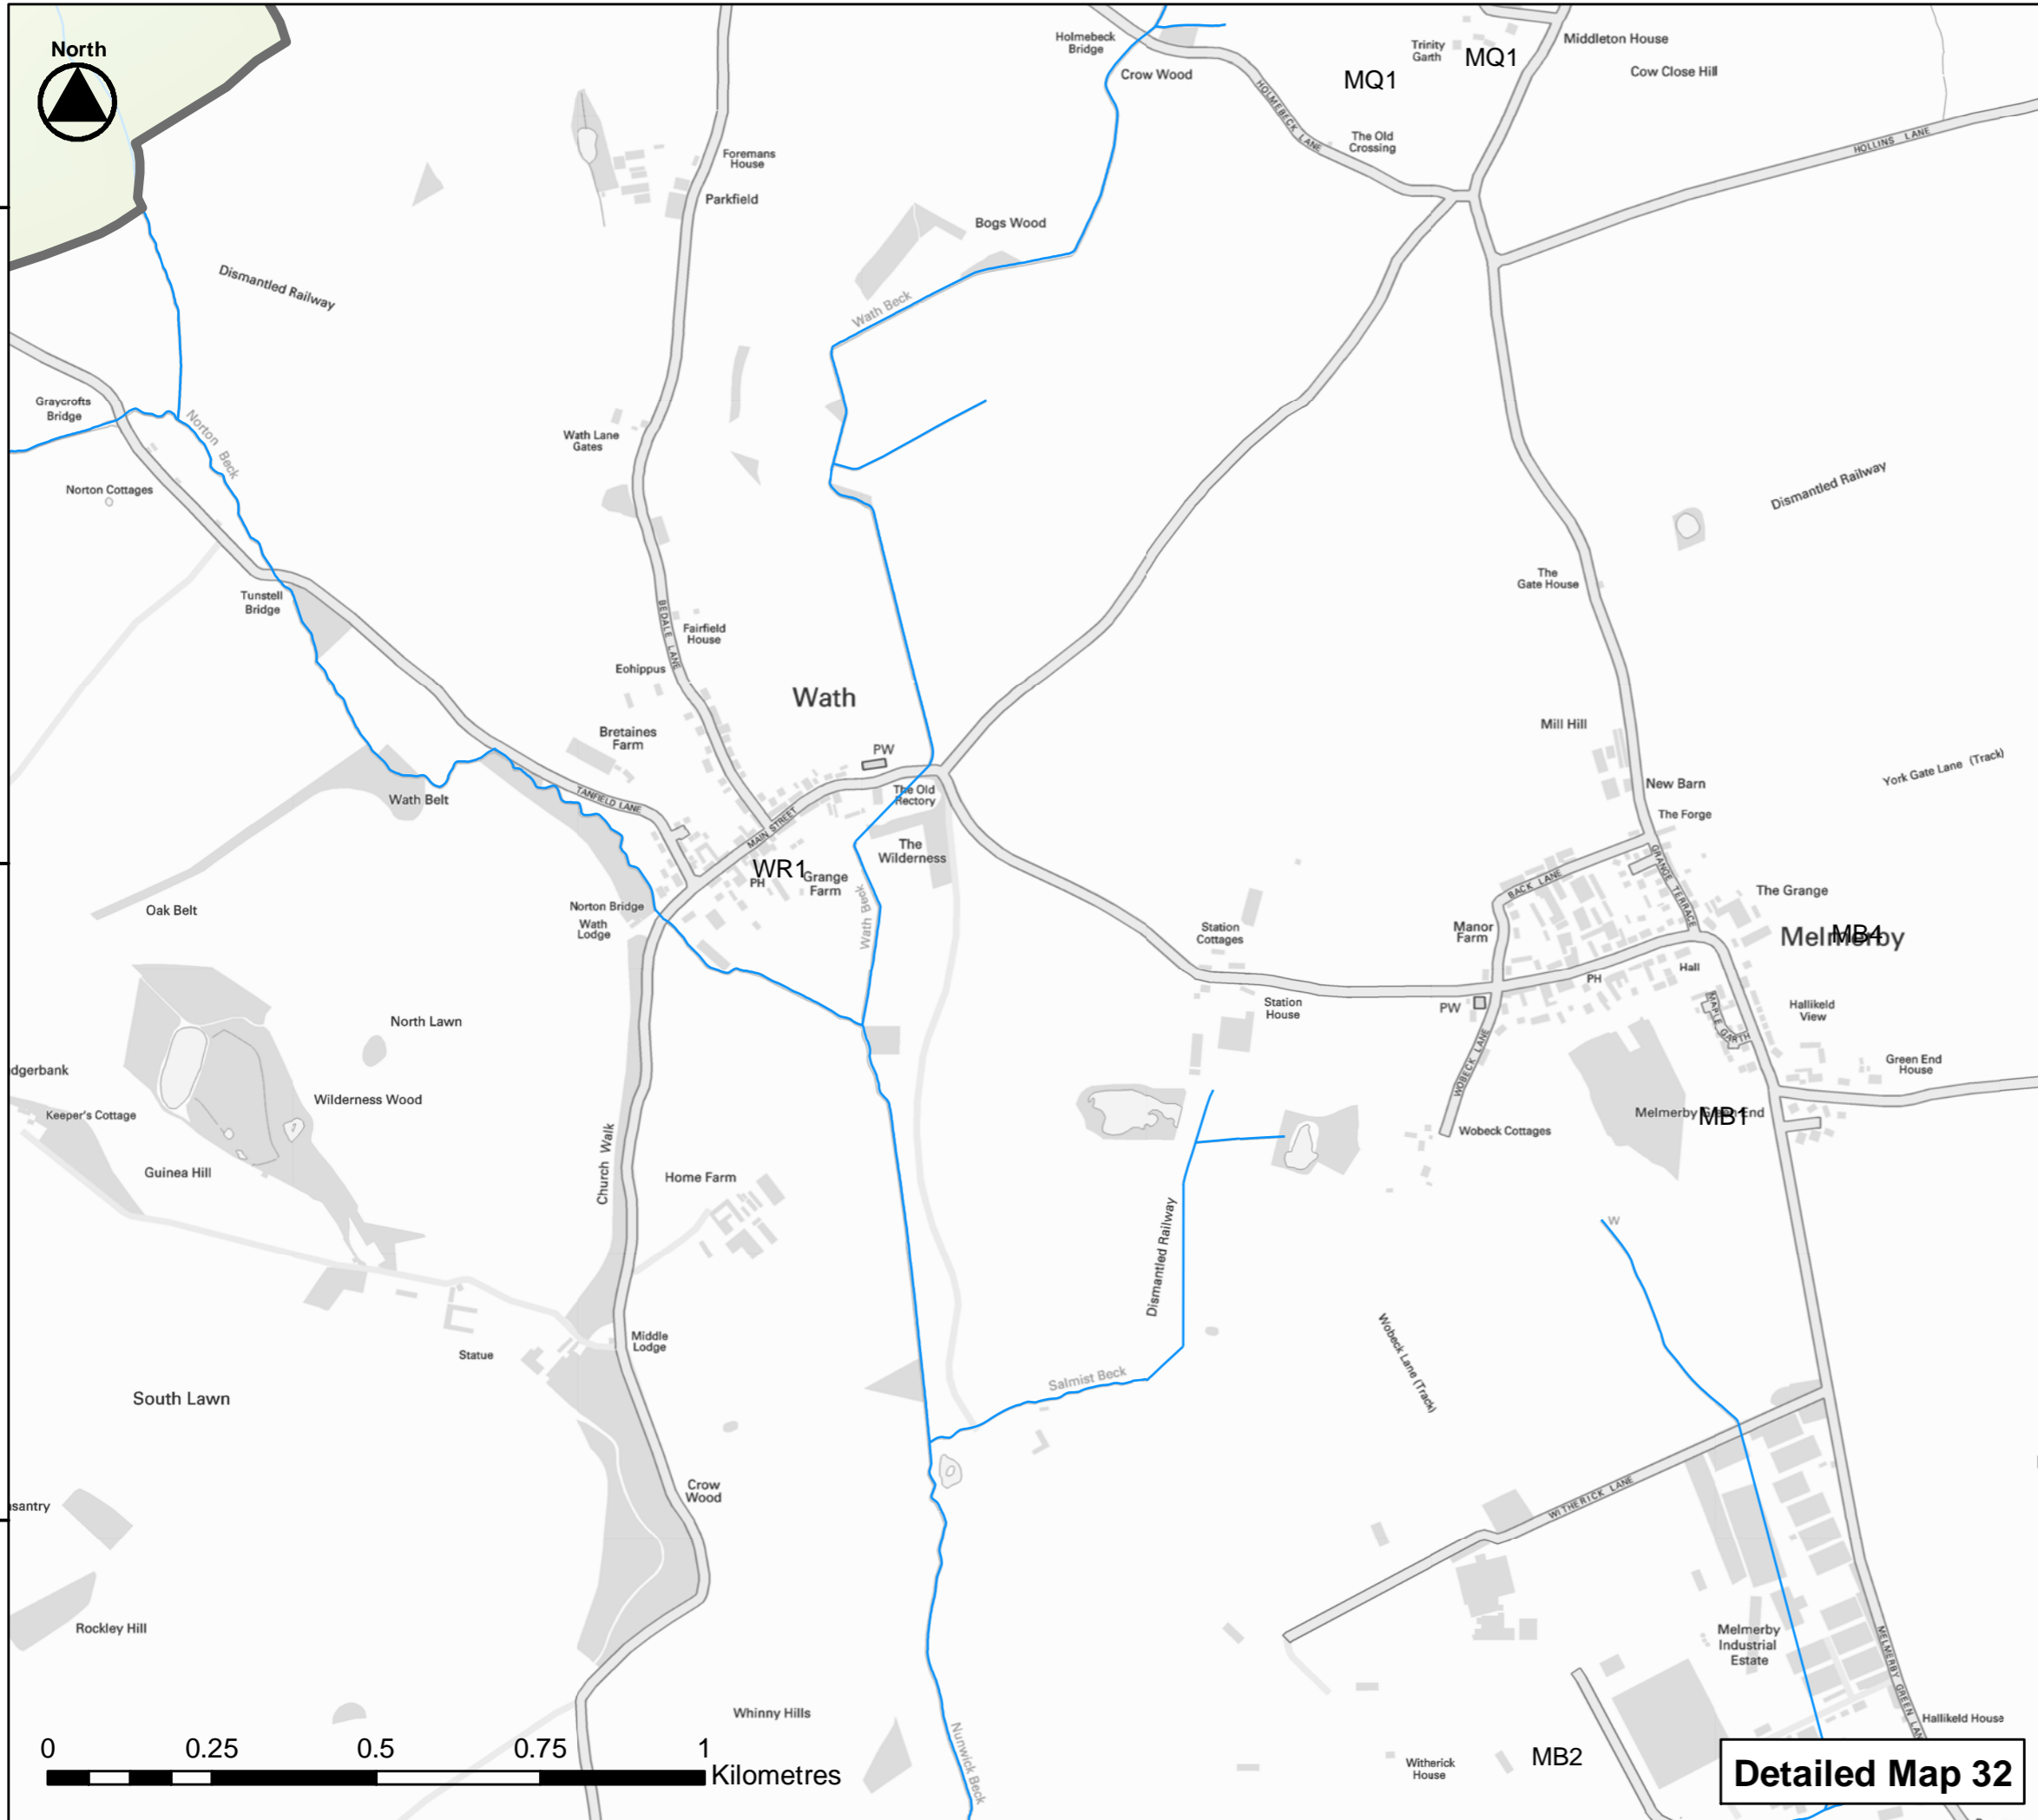 North
Holmebeck
Bridge
Crow Wood
Trinity
Garth
MQ1
MQ1
Middleton House
Cow Close Hill
HOLMEBECK LANE
The Old
Crossing
HOLLINS LANE
Foremans
House
Parkfield
Bogs Wood
Dismantled Railway
Wath Beck
Graycrofts
Bridge
Norton Beck
Wath Lane
Gates
Norton Cottages
Dismantled Railway
Tunstell
Bridge
BEDALE LANE
Fairfield
House
The
Gate House
Eohippus
Wath
Bretaines
Farm
PW
Mill Hill
York Gate Lane (Track)
Wath Belt
TANFIELD LANE
MAIN STREET
The Old
Rectory
New Barn
The Forge
The
Wilderness
WR1
PH
Grange
Farm
Wath Beck
BACK LANE
GRANGE TERRACE
The Grange
Oak Belt
Norton Bridge
Wath
Lodge
Station
Cottages
Manor
Farm
Melmerby
MB4
Hall
PH
North Lawn
Station
House
PW
MAPLE GARTH
Hallikeld
View
dgerbank
Green End
House
Keeper's Cottage
Wilderness Wood
WOBECK LANE
Melmerby Green End
MB1
Wobeck Cottages
Church Walk
Guinea Hill
Home Farm
W
Dismantled Railway
Middle
Lodge
Statue
Wobeck Lane (Track)
South Lawn
Salmist Beck
Crow
Wood
asantry
WITHERICK LANE
Rockley Hill
Melmerby
Industrial
Estate
MELMERBY GREEN LANE
Whinny Hills
Nunwick Beck
Hallikeld House
Witherick
House
MB2
0 0.25 0.5 0.75 1
Kilometres
Detailed Map 32